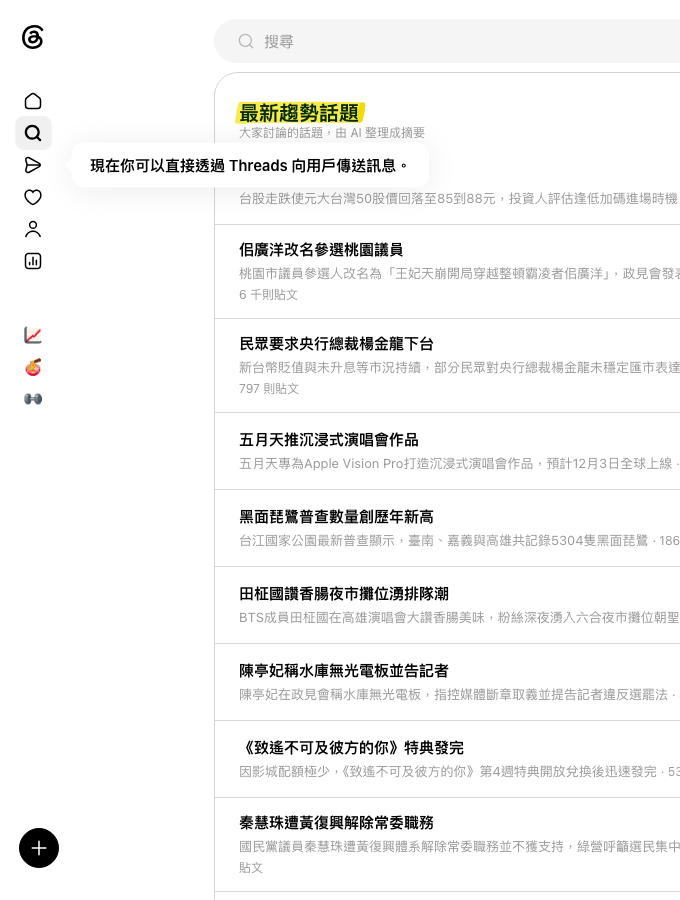 搜尋
最新趨勢話題
大家討論的話題，由 AI 整理成摘要
現在你可以直接透過 Threads 向用戶傳送訊息。
台股走跌使元大台灣50股價回落至85到88元，投資人評估逢低加碼進場時機
佀廣洋改名參選桃園議員
桃園市議員參選人改名為「王妃天崩開局穿越整頓霸凌者佀廣洋」，政見會發表
6 千則貼文
民眾要求央行總裁楊金龍下台
新台幣貶值與未升息等市況持續，部分民眾對央行總裁楊金龍未穩定匯市表達
797 則貼文
五月天推沉浸式演唱會作品
五月天專為Apple Vision Pro打造沉浸式演唱會作品，預計12月3日全球上線 ·
黑面琵鷺普查數量創歷年新高
台江國家公園最新普查顯示，臺南、嘉義與高雄共記錄5304隻黑面琵鷺 · 186
田柾國讚香腸夜市攤位湧排隊潮
BTS成員田柾國在高雄演唱會大讚香腸美味，粉絲深夜湧入六合夜市攤位朝聖
陳亭妃稱水庫無光電板並告記者
陳亭妃在政見會稱水庫無光電板，指控媒體斷章取義並提告記者違反選罷法 ·
《致遙不可及彼方的你》特典發完
因影城配額極少，《致遙不可及彼方的你》第4週特典開放兌換後迅速發完 · 53
秦慧珠遭黃復興解除常委職務
國民黨議員秦慧珠遭黃復興體系解除常委職務並不獲支持，綠營呼籲選民集中
貼文